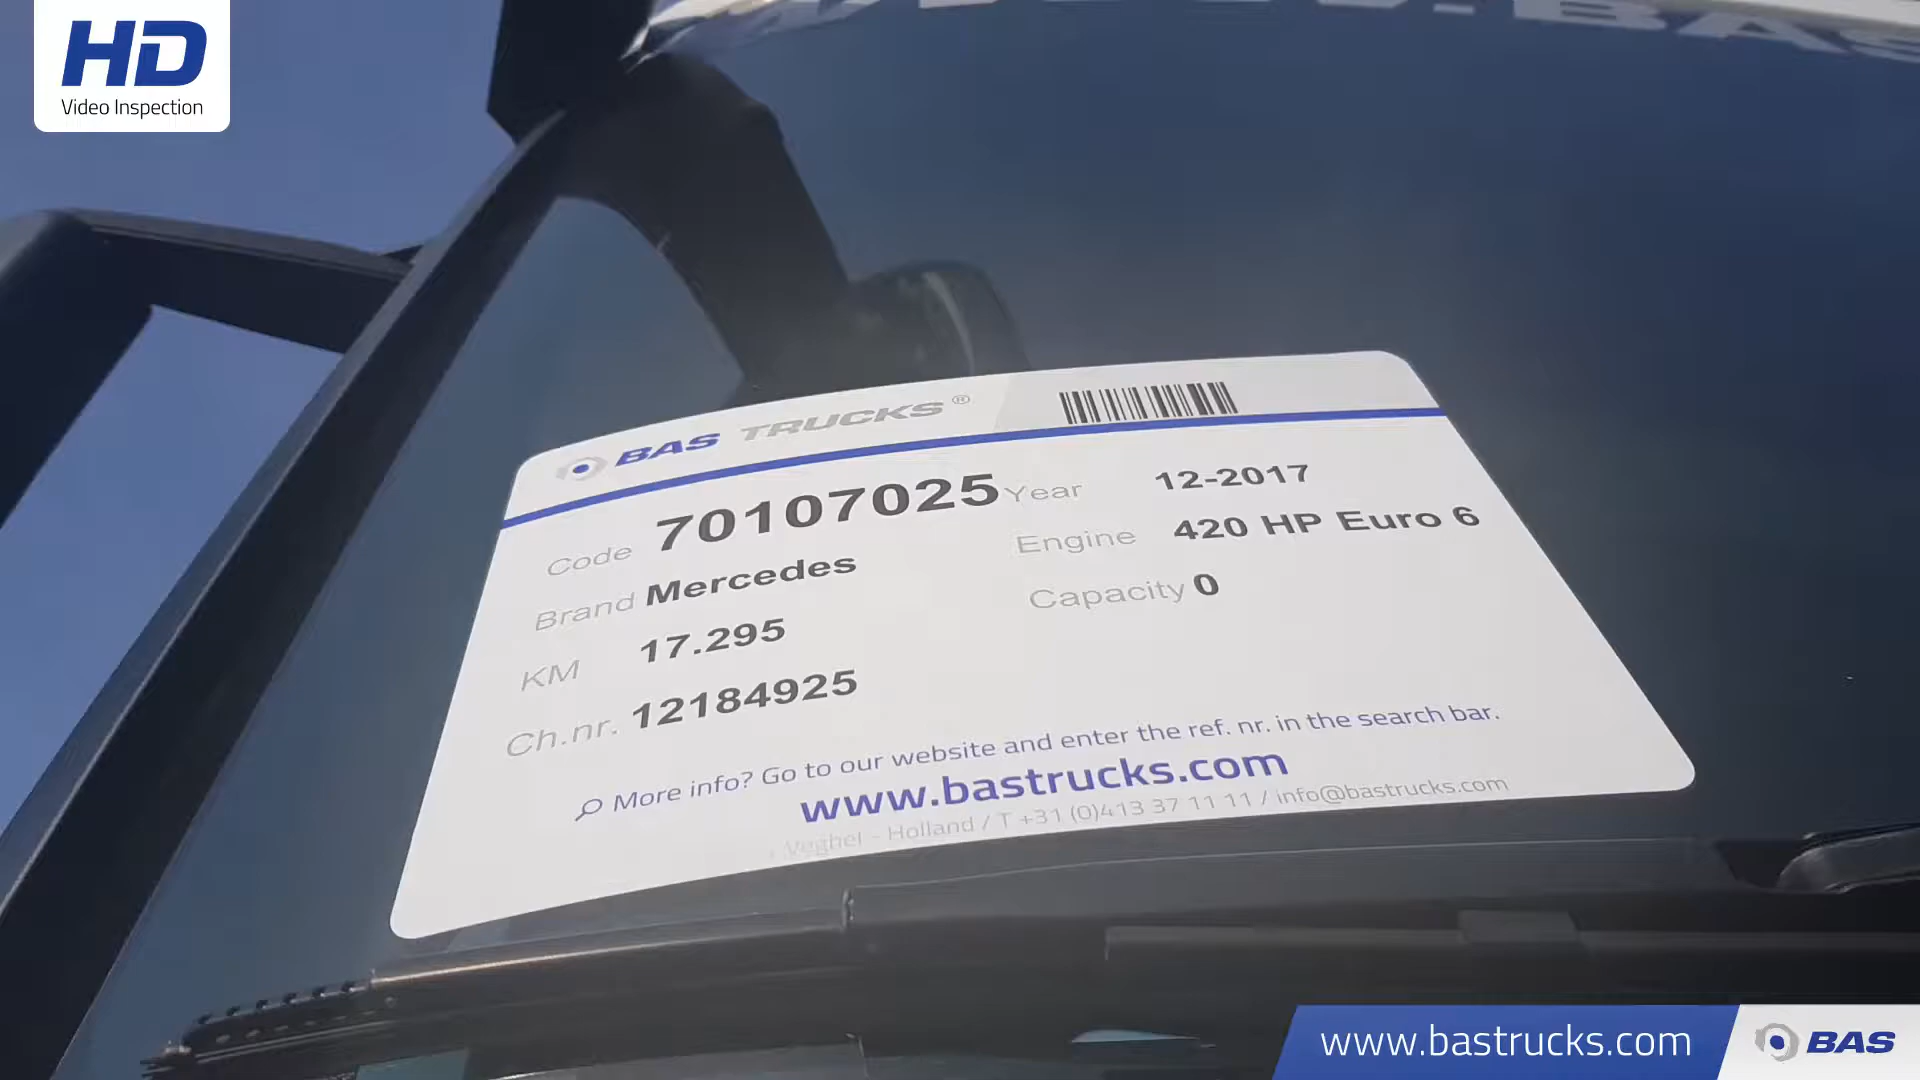 HD
Video Inspection
BAS TRUCKS®
Code 70107025 Year 12-2017
Brand Mercedes Engine 420 HP Euro 6
KM 17.295 Capacity 0
Ch.nr. 12184925
More info? Go to our website and enter the ref. nr. in the search bar.
www.bastrucks.com
Veghel - Holland / T +31 (0)413 37 11 11 / info@bastrucks.com
www.bastrucks.com BAS